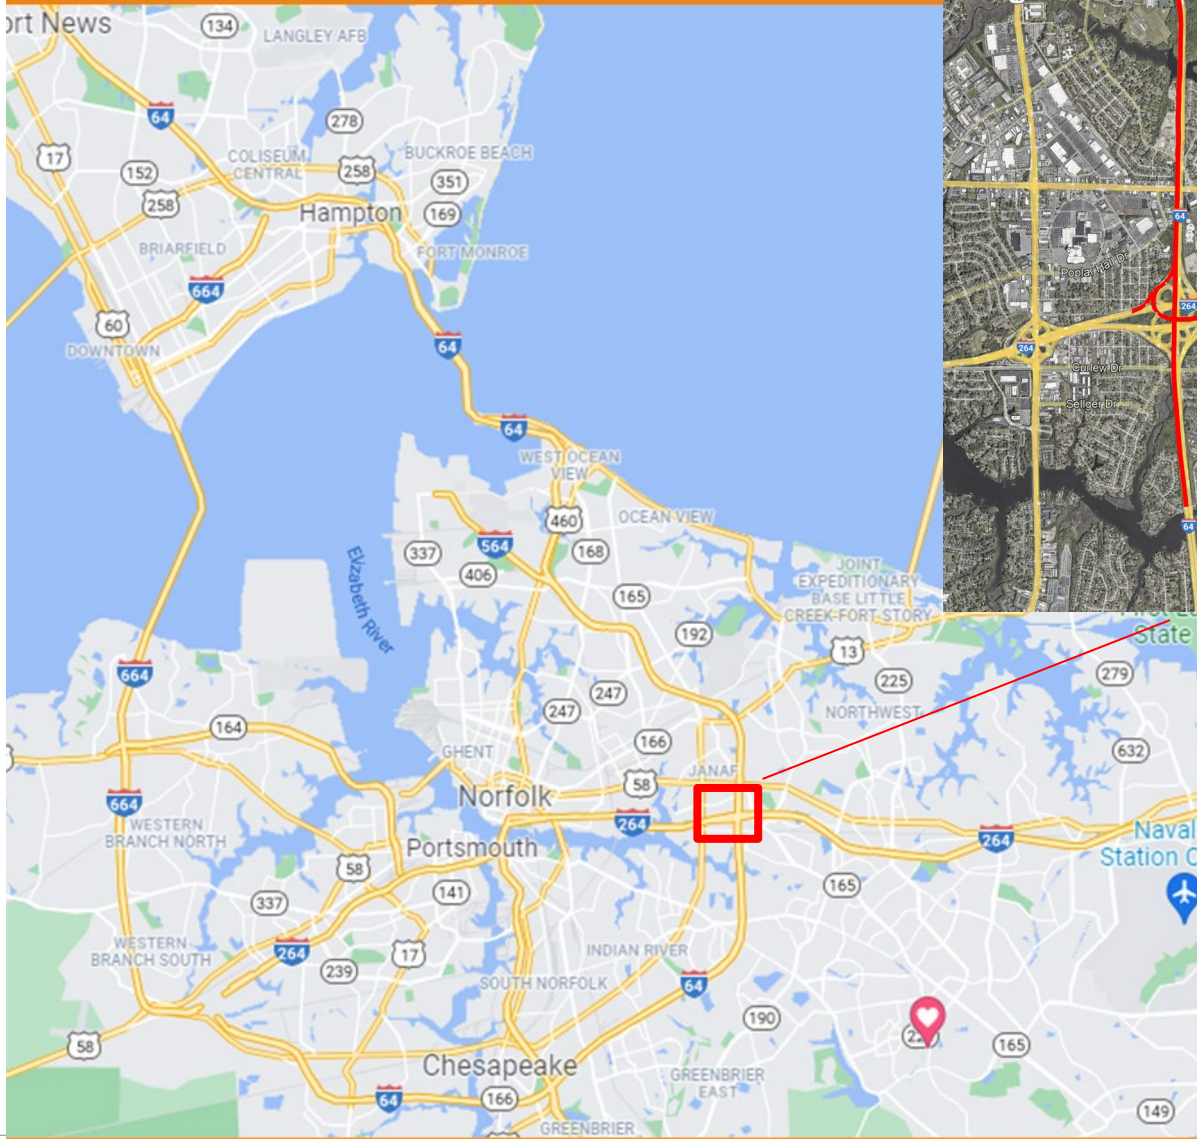 ort News
134
LANGLEY AFB
64
278
17
152
COLISEUM
CENTRAL
258
BUCKROE BEACH
351
258
Hampton
169
BRIARFIELD
FORT MONROE
664
60
DOWNTOWN
64
64
WEST OCEAN
VIEW
460
OCEAN VIEW
564
337
168
406
Elizabeth River
165
JOINT
EXPEDITIONARY
BASE LITTLE
CREEK-FORT STORY
192
13
State
664
225
279
247
247
NORTHWEST
164
166
632
GHENT
JANAF
58
Norfolk
664
264
264
WESTERN
BRANCH NORTH
Naval
Station O
Portsmouth
58
141
165
337
WESTERN
BRANCH SOUTH
264
17
INDIAN RIVER
239
SOUTH NORFOLK
64
190
58
165
Chesapeake
GREENBRIER
EAST
64
166
149
GREENBRIER
64
Poplar Hall Dr
264
264
Curlew Dr
Sellger Dr
64